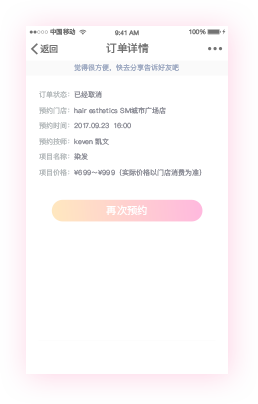 中国移动 9:41 AM 100%
返回 订单详情
觉得很方便，快去分享告诉好友吧
订单状态：已经取消
预约门店：hair esthetics SM城市广场店
预约时间：2017.09.23 16:00
预约技师：keven 凯文
项目名称：染发
项目价格：¥699～¥999（实际价格以门店消费为准）
再次预约